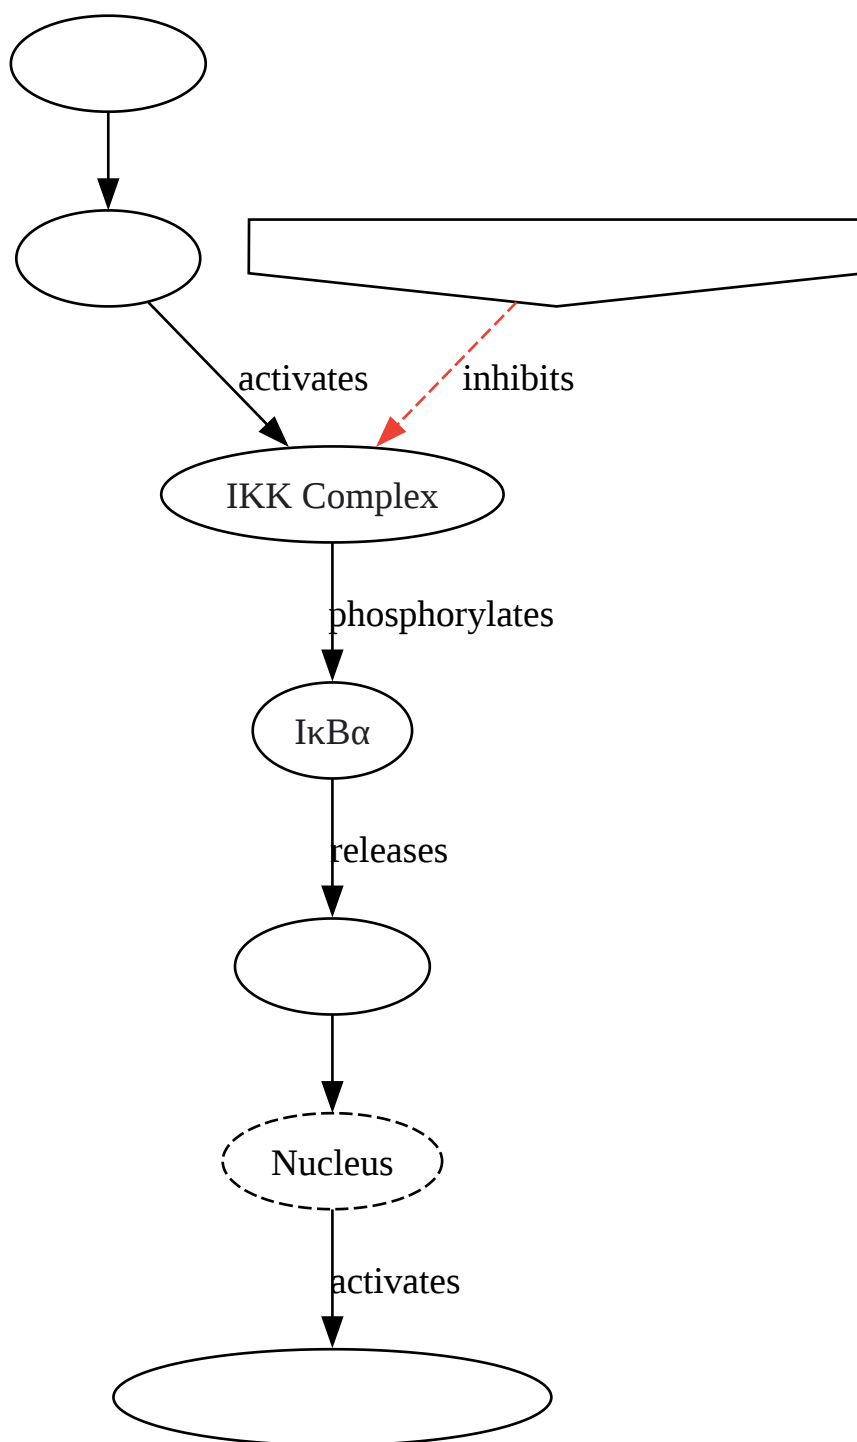 activates
inhibits
IKK Complex
phosphorylates
IκBα
releases
Nucleus
activates